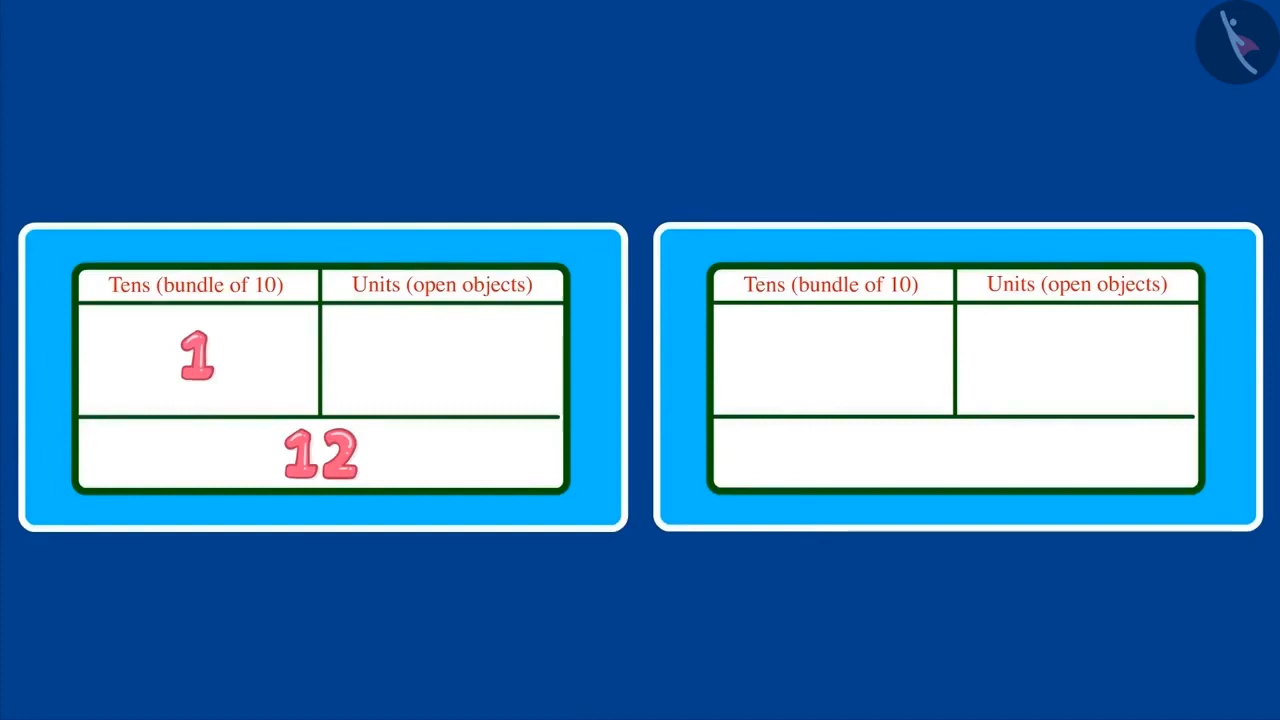 Tens (bundle of 10) Units (open objects)
1
12
Tens (bundle of 10) Units (open objects)